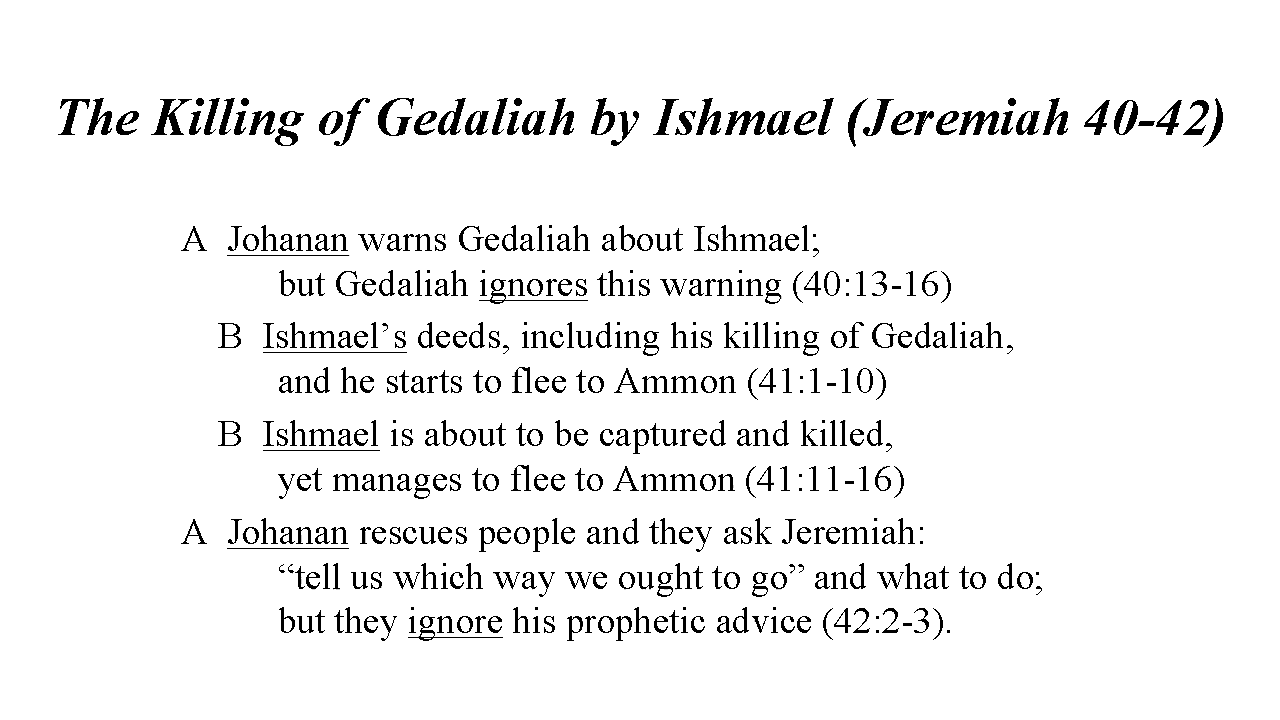 The Killing of Gedaliah by Ishmael (Jeremiah 40-42)
A Johanan warns Gedaliah about Ishmael;
but Gedaliah ignores this warning (40:13-16)
B Ishmael’s deeds, including his killing of Gedaliah,
and he starts to flee to Ammon (41:1-10)
B Ishmael is about to be captured and killed,
yet manages to flee to Ammon (41:11-16)
A Johanan rescues people and they ask Jeremiah:
“tell us which way we ought to go” and what to do;
but they ignore his prophetic advice (42:2-3).